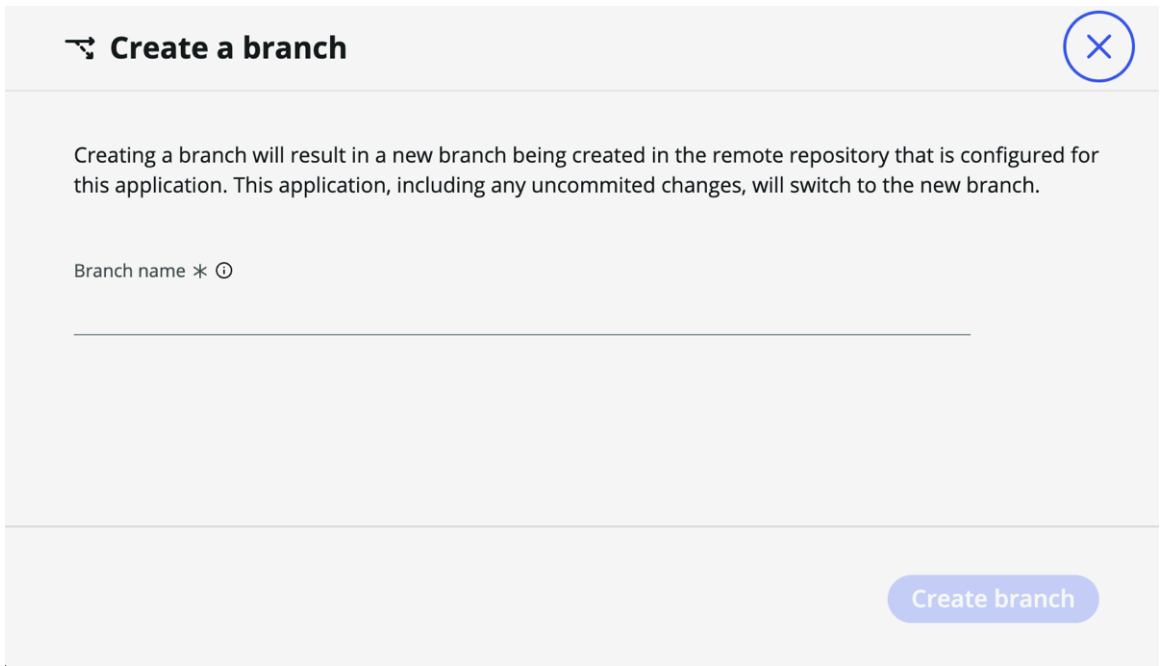 Create a branch
Creating a branch will result in a new branch being created in the remote repository that is configured for
this application. This application, including any uncommited changes, will switch to the new branch.
Branch name *
Create branch